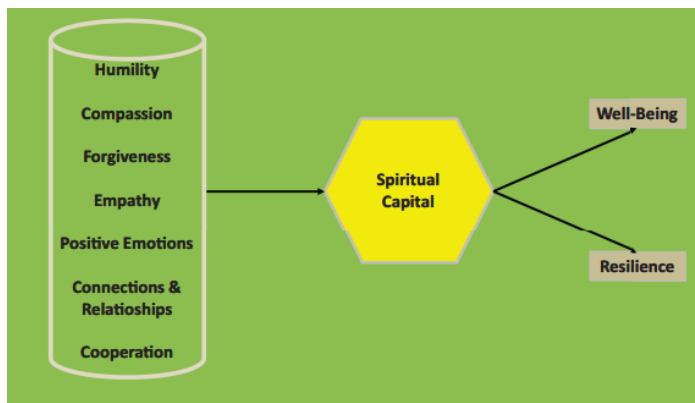 Humility
Compassion
Forgiveness
Empathy
Positive Emotions
Connections &
Relatioships
Cooperation
Spiritual
Capital
Well-Being
Resilience